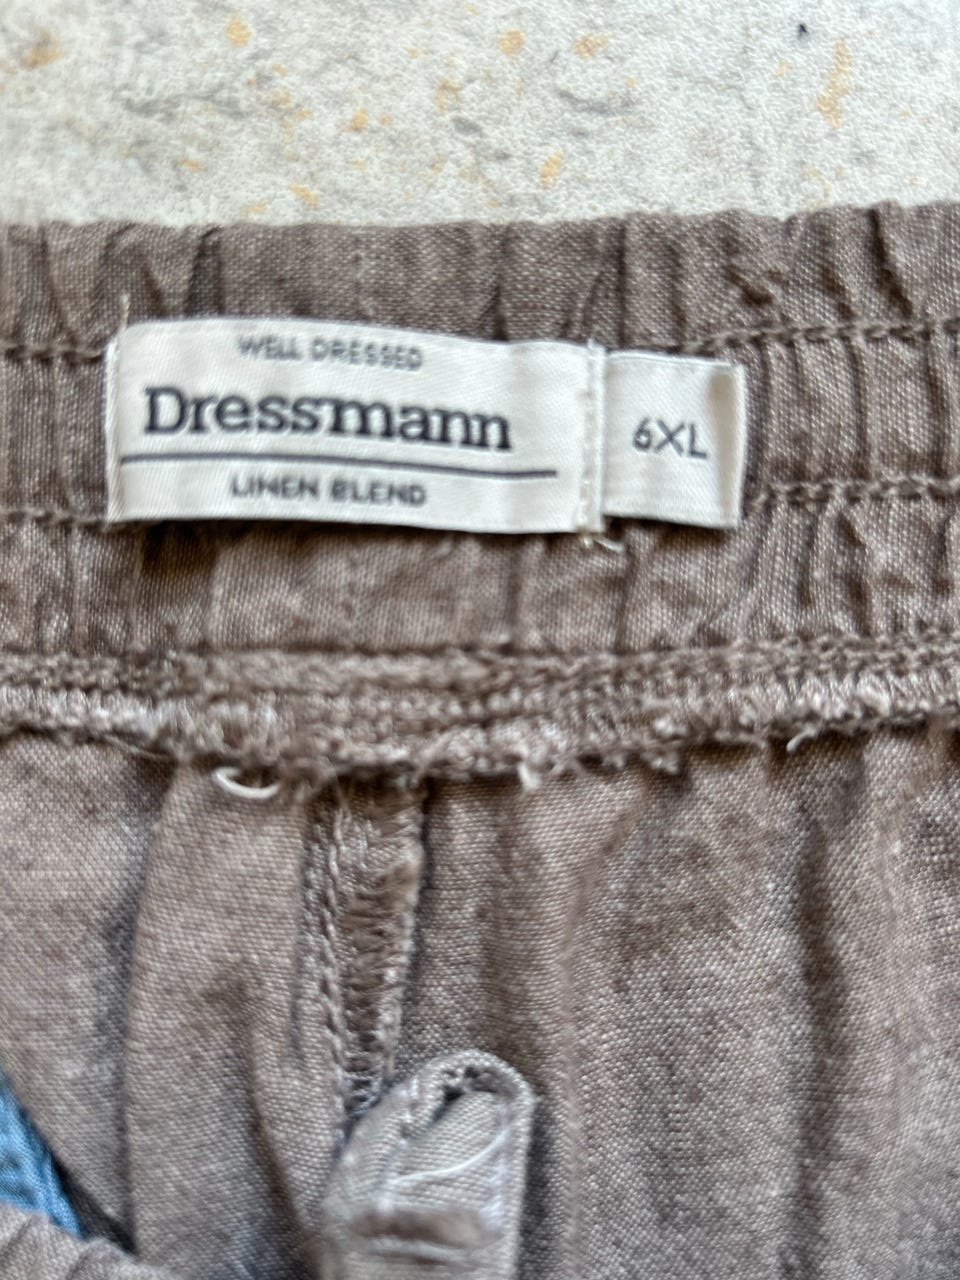 WELL DRESSED
Dressmann
LINEN BLEND
6XL